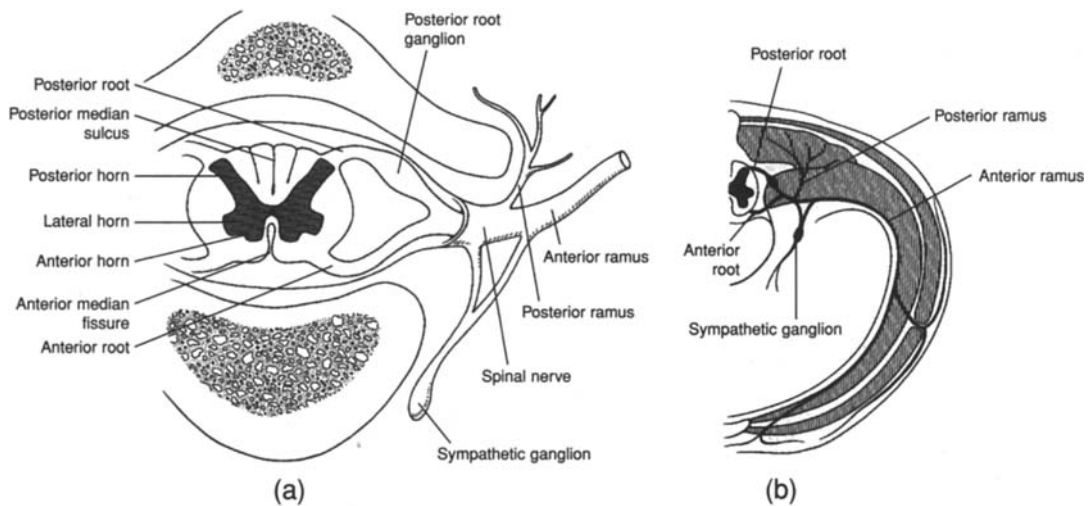 Posterior root
ganglion
Posterior root
Posterior median
sulcus
Posterior horn
Lateral horn
Anterior horn
Anterior median
fissure
Anterior root
Anterior ramus
Posterior ramus
Spinal nerve
Sympathetic ganglion
(a)
Posterior root
Posterior ramus
Anterior ramus
Anterior
root
Sympathetic ganglion
(b)